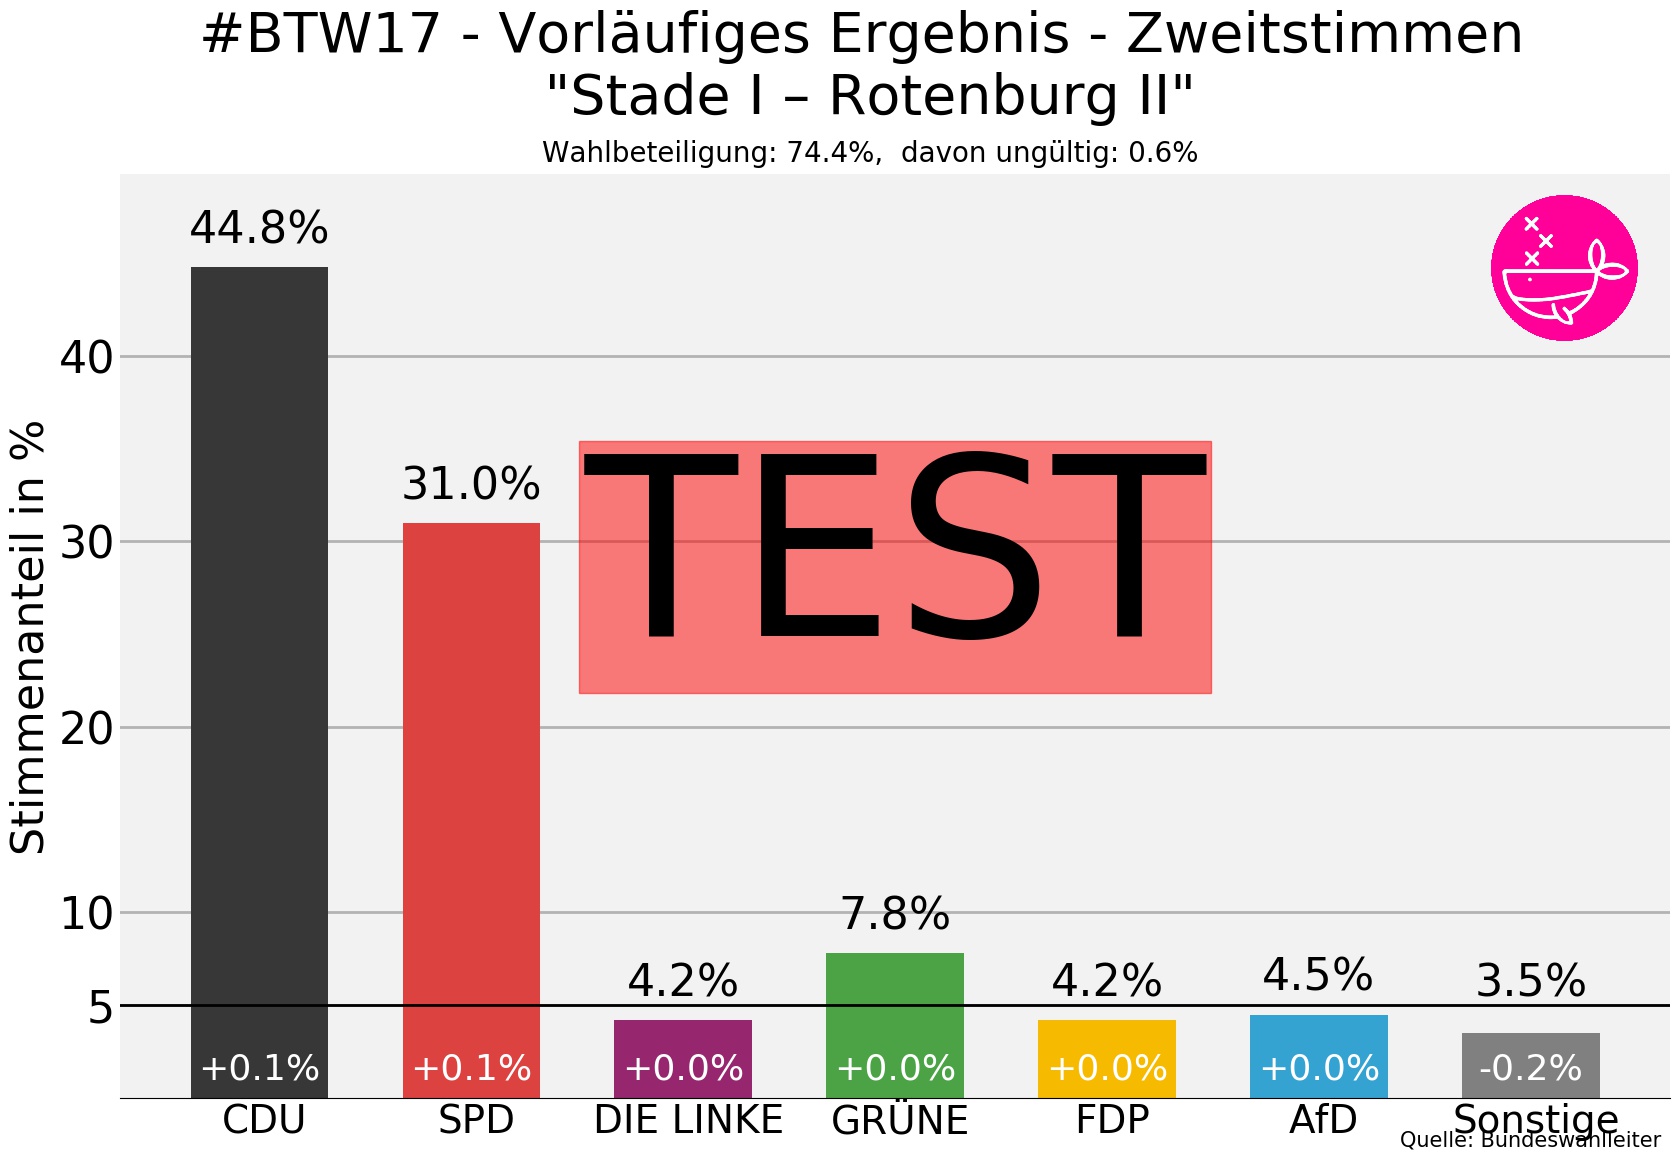 #BTW17 - Vorläufiges Ergebnis - Zweitstimmen
"Stade I – Rotenburg II"
Wahlbeteiligung: 74.4%,  davon ungültig: 0.6%
Stimmenanteil in %
40
30
20
10
5
44.8%
31.0%
4.2%
7.8%
4.2%
4.5%
3.5%
TEST
+0.1%
+0.1%
+0.0%
+0.0%
+0.0%
+0.0%
-0.2%
CDU
SPD
DIE LINKE
GRÜNE
FDP
AfD
Sonstige
Quelle: Bundeswahlleiter